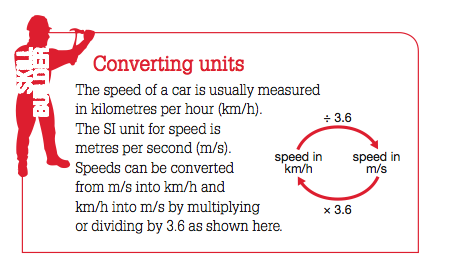 SKILL
BUILDER
Converting units
The speed of a car is usually measured
in kilometres per hour (km/h).
The SI unit for speed is
metres per second (m/s).
Speeds can be converted
from m/s into km/h and
km/h into m/s by multiplying
or dividing by 3.6 as shown here.
÷ 3.6
speed in
km/h
speed in
m/s
× 3.6